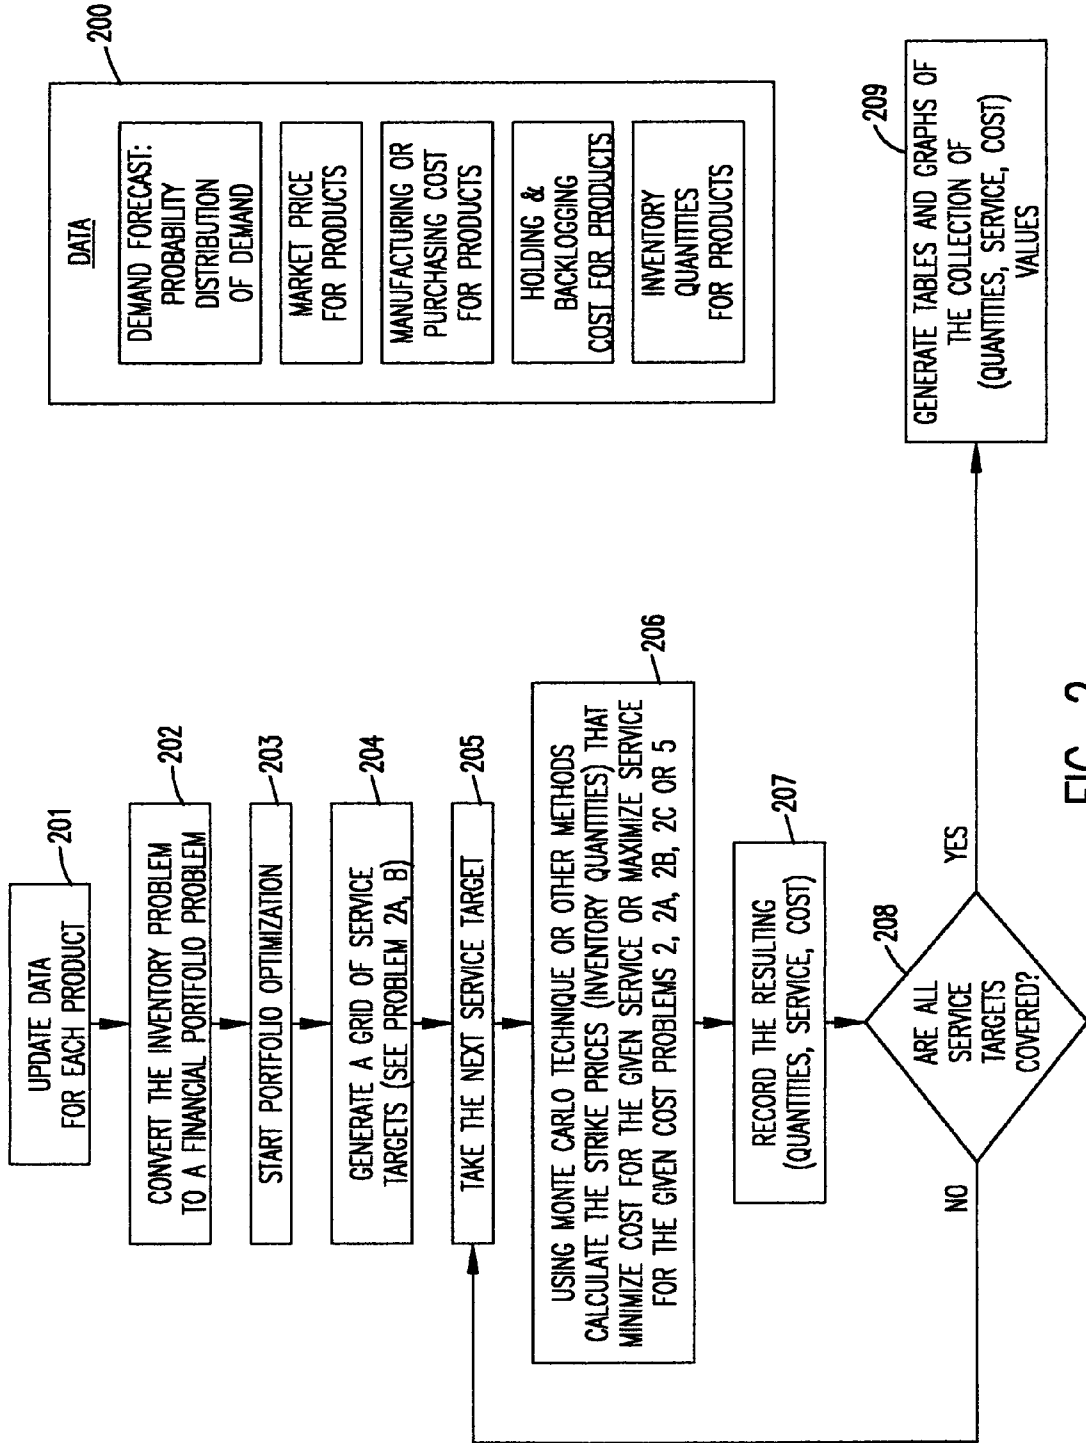 UPDATE DATA
FOR EACH PRODUCT
201
CONVERT THE INVENTORY PROBLEM
TO A FINANCIAL PORTFOLIO PROBLEM
202
START PORTFOLIO OPTIMIZATION
203
GENERATE A GRID OF SERVICE
TARGETS (SEE PROBLEM 2A, B)
204
TAKE THE NEXT SERVICE TARGET
205
USING MONTE CARLO TECHNIQUE OR OTHER METHODS
CALCULATE THE STRIKE PRICES (INVENTORY QUANTITIES) THAT
MINIMIZE COST FOR THE GIVEN SERVICE OR MAXIMIZE SERVICE
FOR THE GIVEN COST PROBLEMS 2, 2A, 2B, 2C OR 5
206
RECORD THE RESULTING
(QUANTITIES, SERVICE, COST)
207
ARE ALL
SERVICE
TARGETS
COVERED?
208
NO
YES
DATA
200
DEMAND FORECAST:
PROBABILITY
DISTRIBUTION
OF DEMAND
MARKET PRICE
FOR PRODUCTS
MANUFACTURING OR
PURCHASING COST
FOR PRODUCTS
HOLDING &
BACKLOGGING
COST FOR PRODUCTS
INVENTORY
QUANTITIES
FOR PRODUCTS
GENERATE TABLES AND GRAPHS OF
THE COLLECTION OF
(QUANTITIES, SERVICE, COST)
VALUES
209
FIG. 2